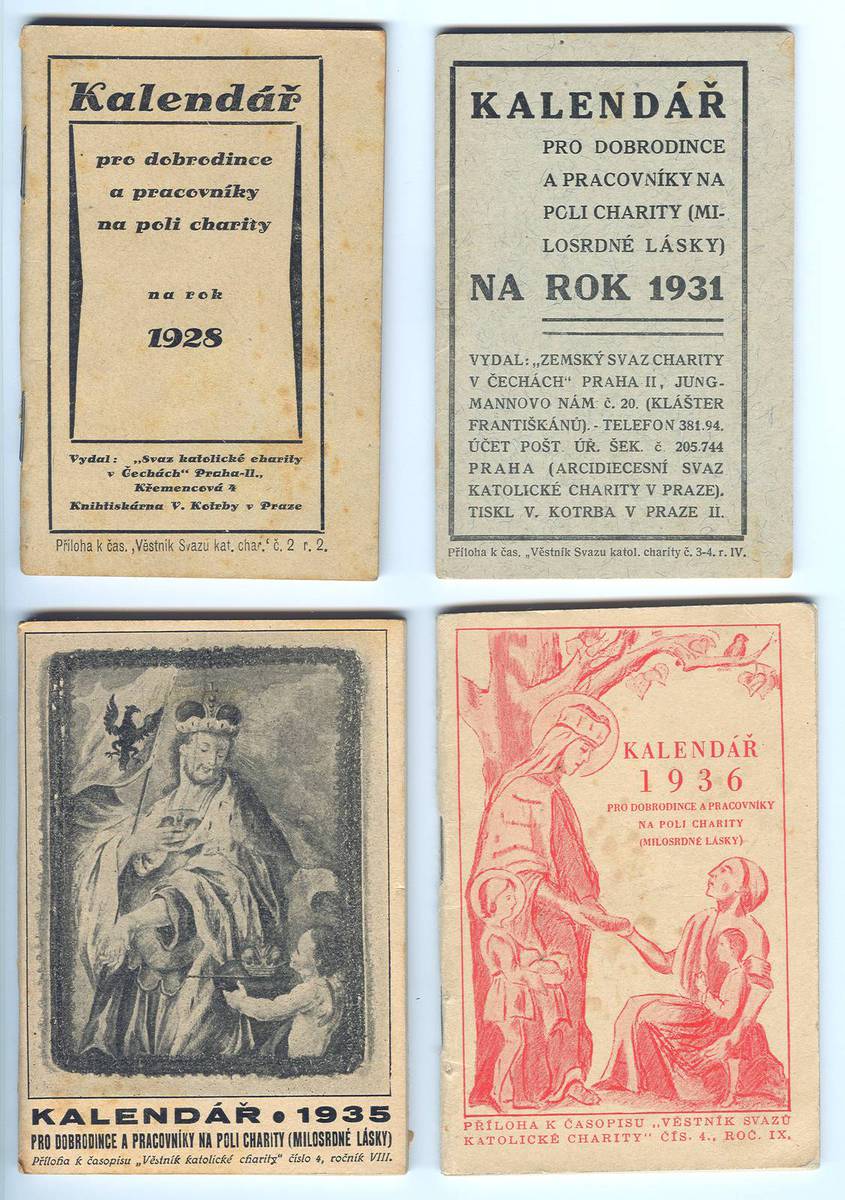 Kalendář
pro dobrodince
a pracovníky
na poli charity
na rok
1928
Vydal: „Svaz katolické charity
v Čechách“ Praha-II.,
Křemencová 4
Knihtiskárna V. Kotrby v Praze
Příloha k čas. ‚Věstník Svazu kat. char.‘ č. 2 r. 2.
KALENDÁŘ
PRO DOBRODINCE
A PRACOVNÍKY NA
POLI CHARITY (MI-
LOSRDNÉ LÁSKY)
NA ROK 1931
VYDAL: „ZEMSKÝ SVAZ CHARITY
V ČECHÁCH“ PRAHA II, JUNG-
MANNOVO NÁM č. 20. (KLÁŠTER
FRANTIŠKÁNŮ). - TELEFON 381.94.
ÚČET POŠT. ÚŘ. ŠEK. č 205.744
PRAHA (ARCIDIECESNÍ SVAZ
KATOLICKÉ CHARITY V PRAZE).
TISKL V. KOTRBA V PRAZE II.
Příloha k čas. „Věstník Svazu katol. charity č. 3-4. r. IV.
KALENDÁŘ • 1935
PRO DOBRODINCE A PRACOVNÍKY NA POLI CHARITY (MILOSRDNÉ LÁSKY)
Příloha k časopisu „Věstník katolické charity“ číslo 4, ročník VIII.
KALENDÁŘ
1936
PRO DOBRODINCE A PRACOVNÍKY
NA POLI CHARITY
(MILOSRDNÉ LÁSKY)
PŘÍLOHA K ČASOPISU „VĚSTNÍK SVAZŮ
KATOLICKÉ CHARITY“ ČÍS. 4., ROČ. IX.